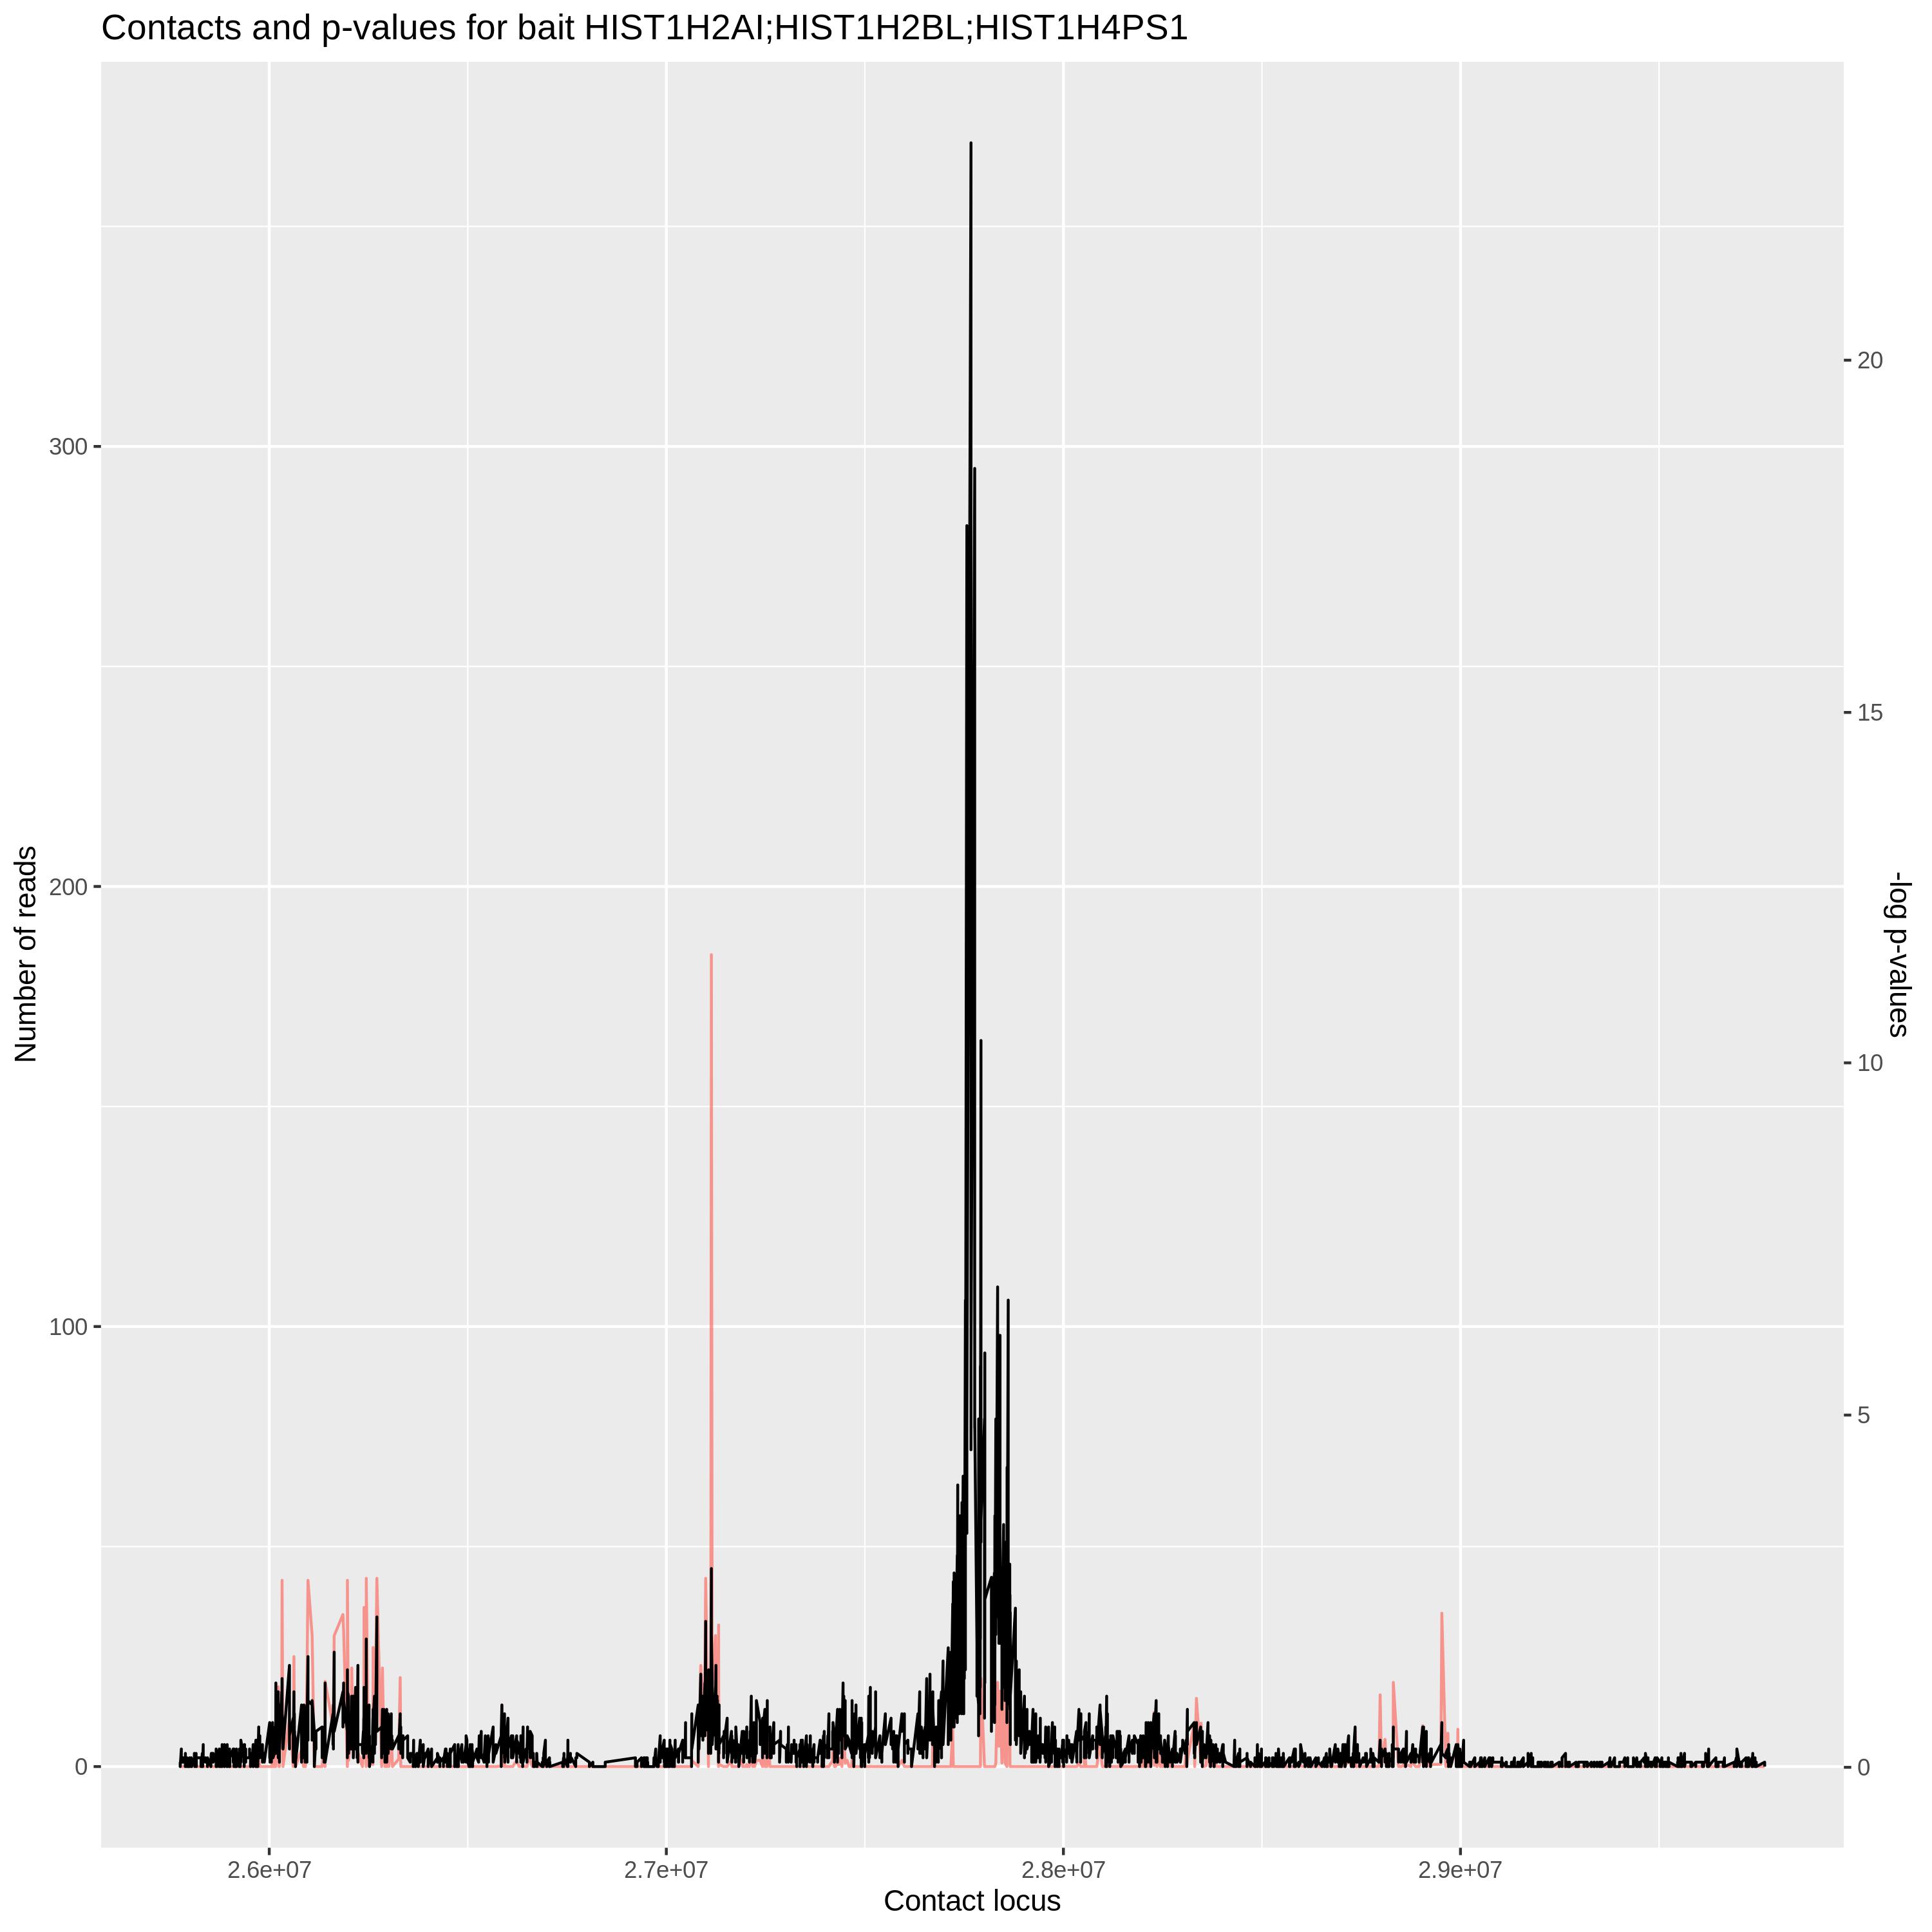 Contacts and p-values for bait HIST1H2AI;HIST1H2BL;HIST1H4PS1
Number of reads
300
200
100
0
20
15
10
5
0
-log p-values
2.6e+07
2.7e+07
2.8e+07
2.9e+07
Contact locus